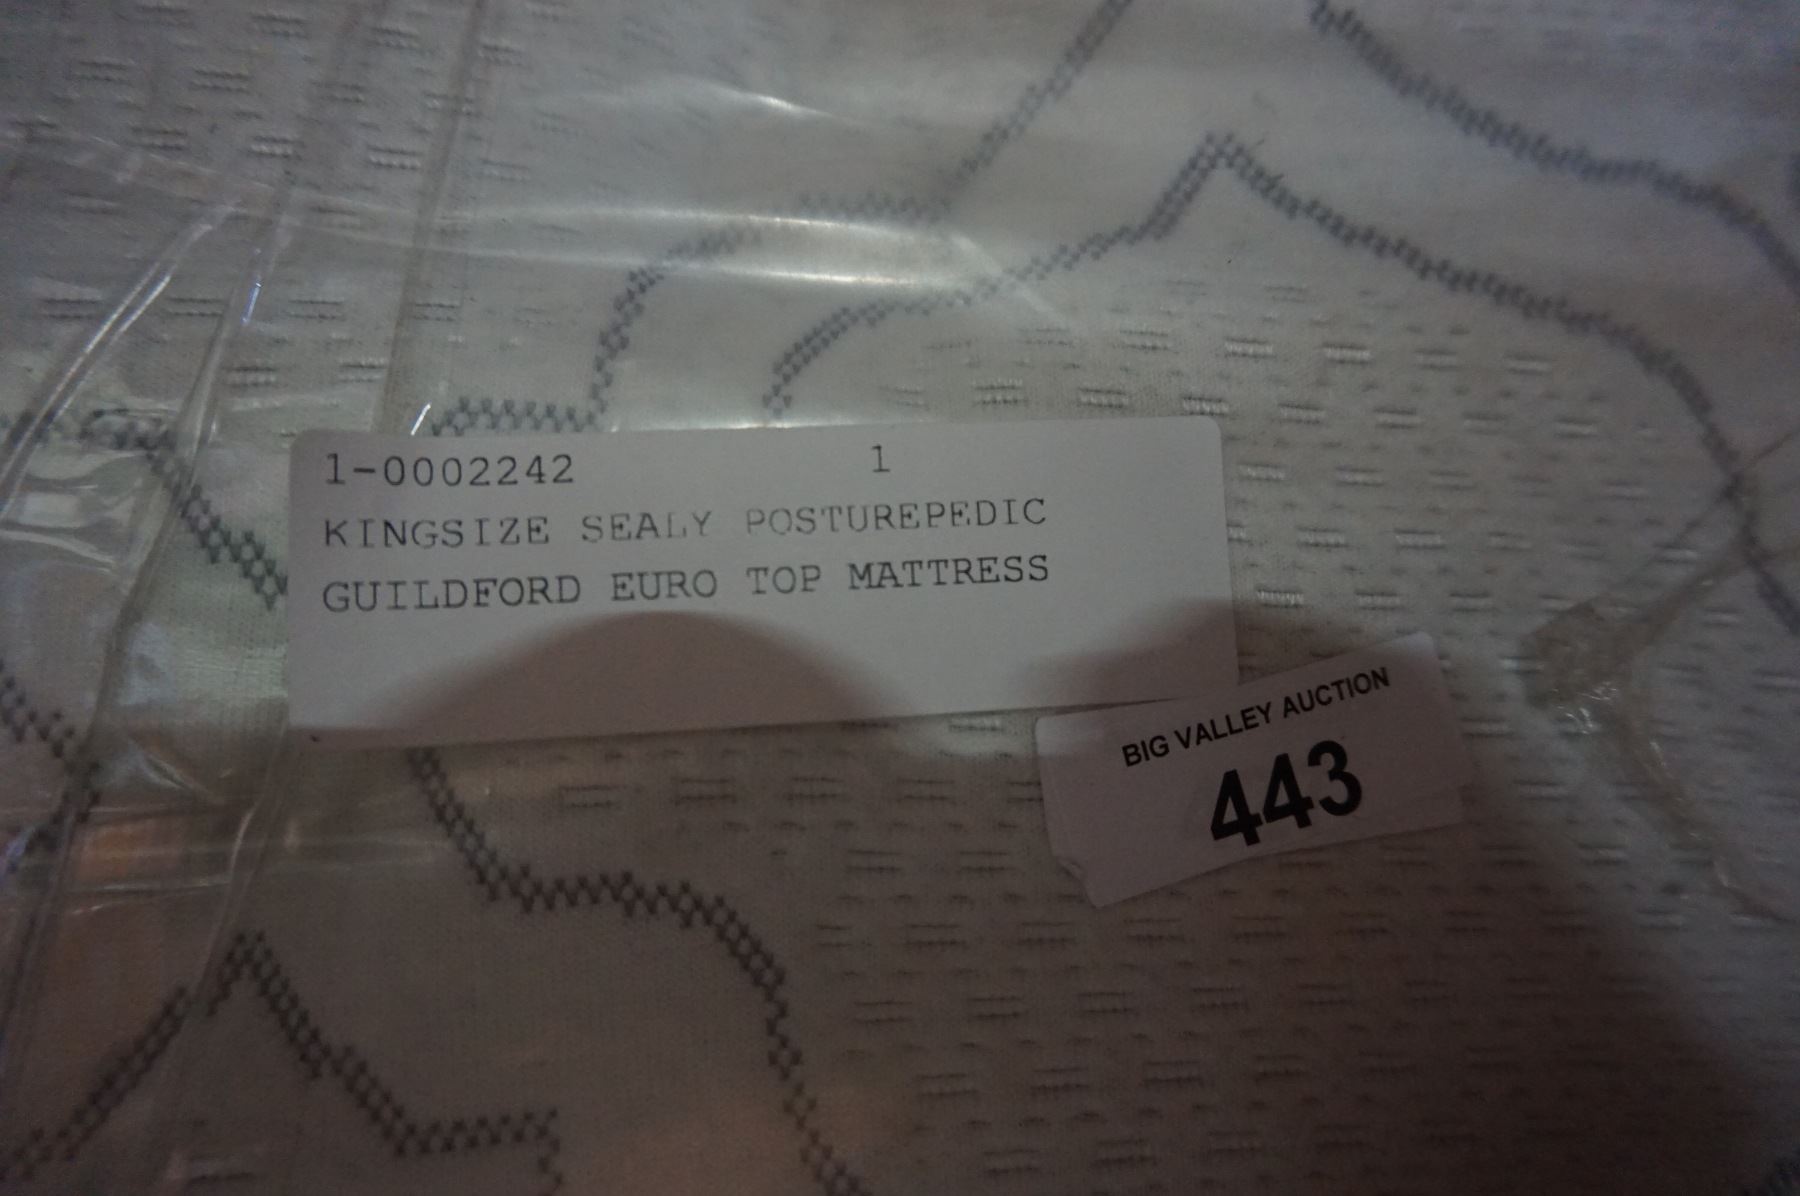 1-0002242 1
KINGSIZE SEALY POSTUREPEDIC
GUILDFORD EURO TOP MATTRESS
BIG VALLEY AUCTION
443